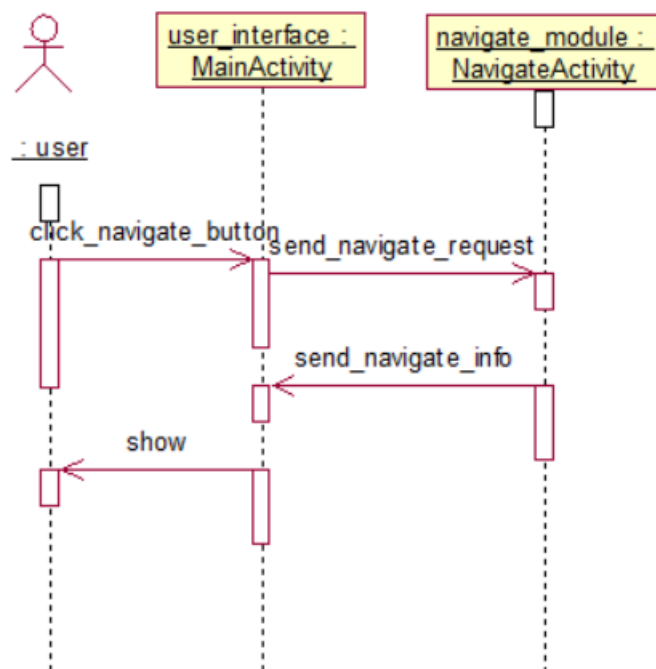 user_interface :
MainActivity
navigate_module :
NavigateActivity
: user
click_navigate_button
send_navigate_request
send_navigate_info
show